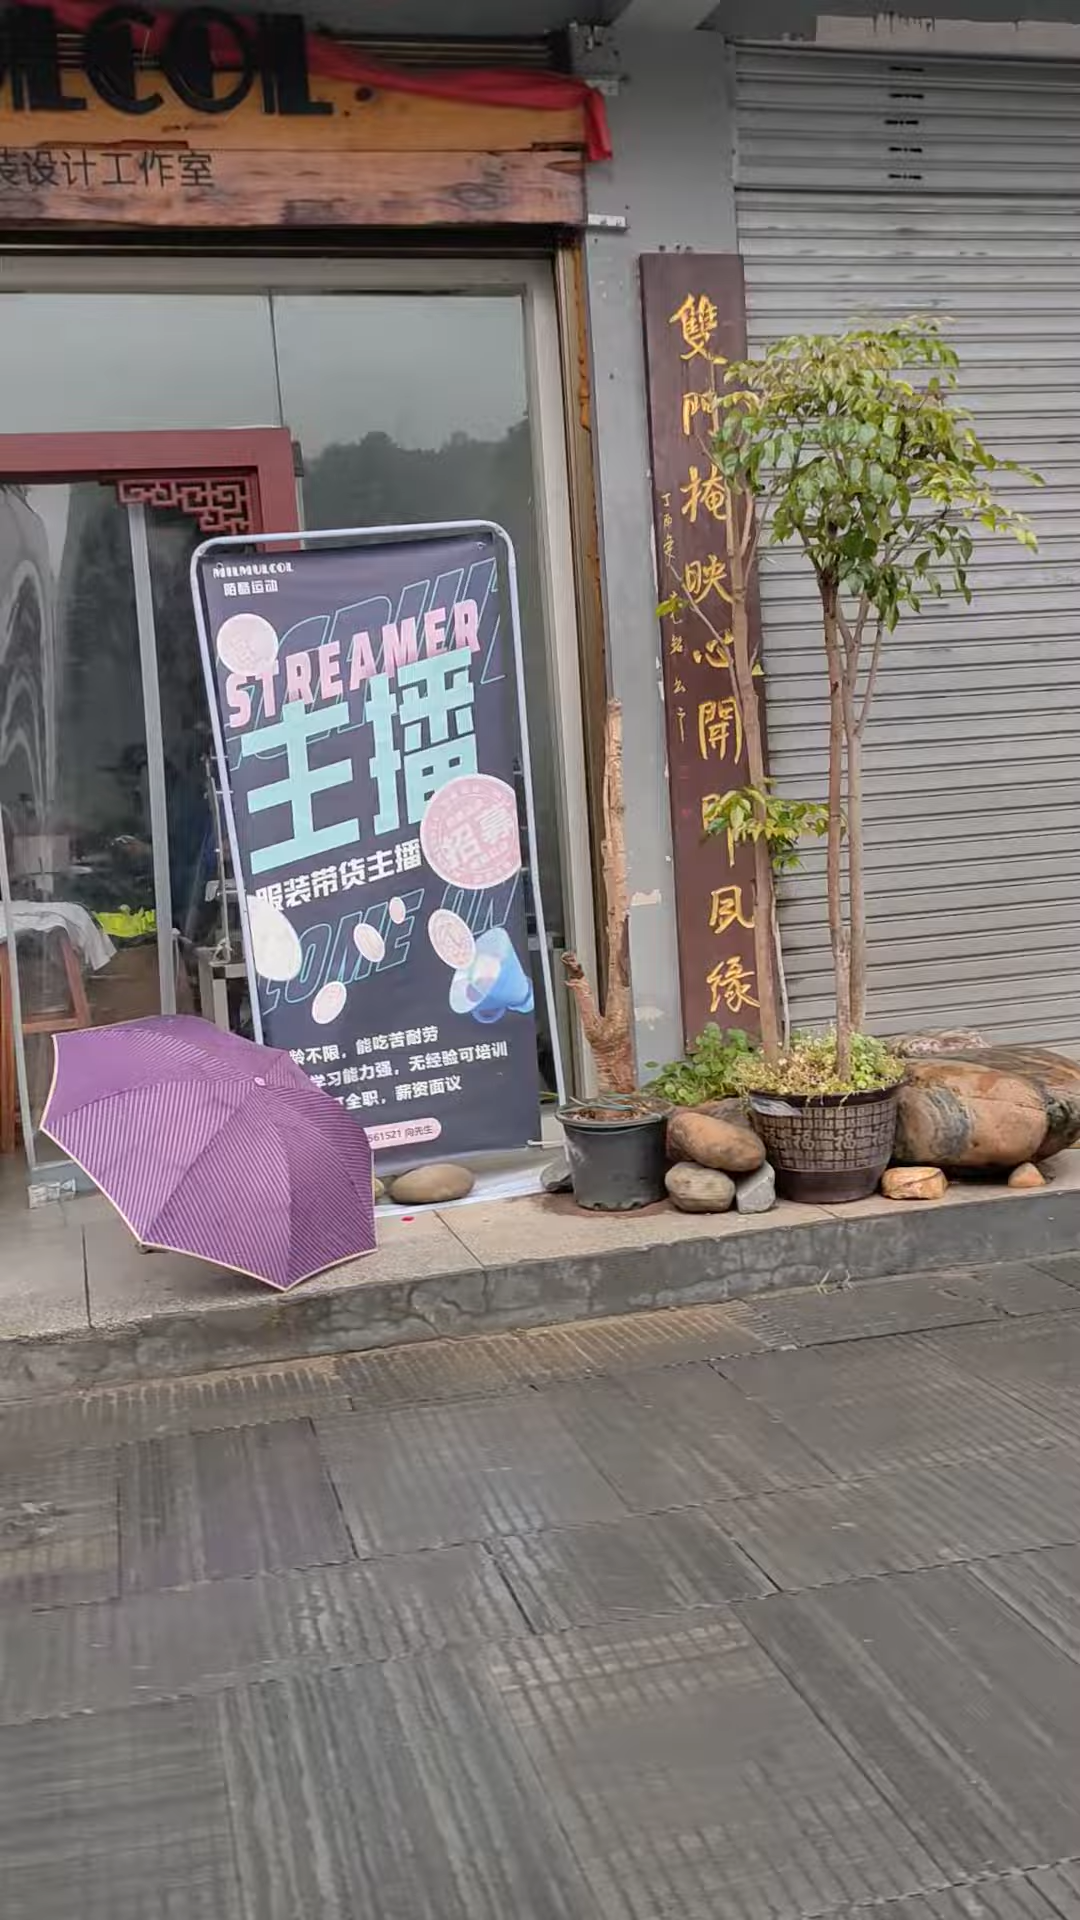 ULCOL
装设计工作室
MILMULCOL
陌酷运动
STREAMER
主播
招募
服装带货主播
COME ON
龄不限，能吃苦耐劳
学习能力强，无经验可培训
全职，薪资面议
561521 向先生
雙門掩映心開即風緣